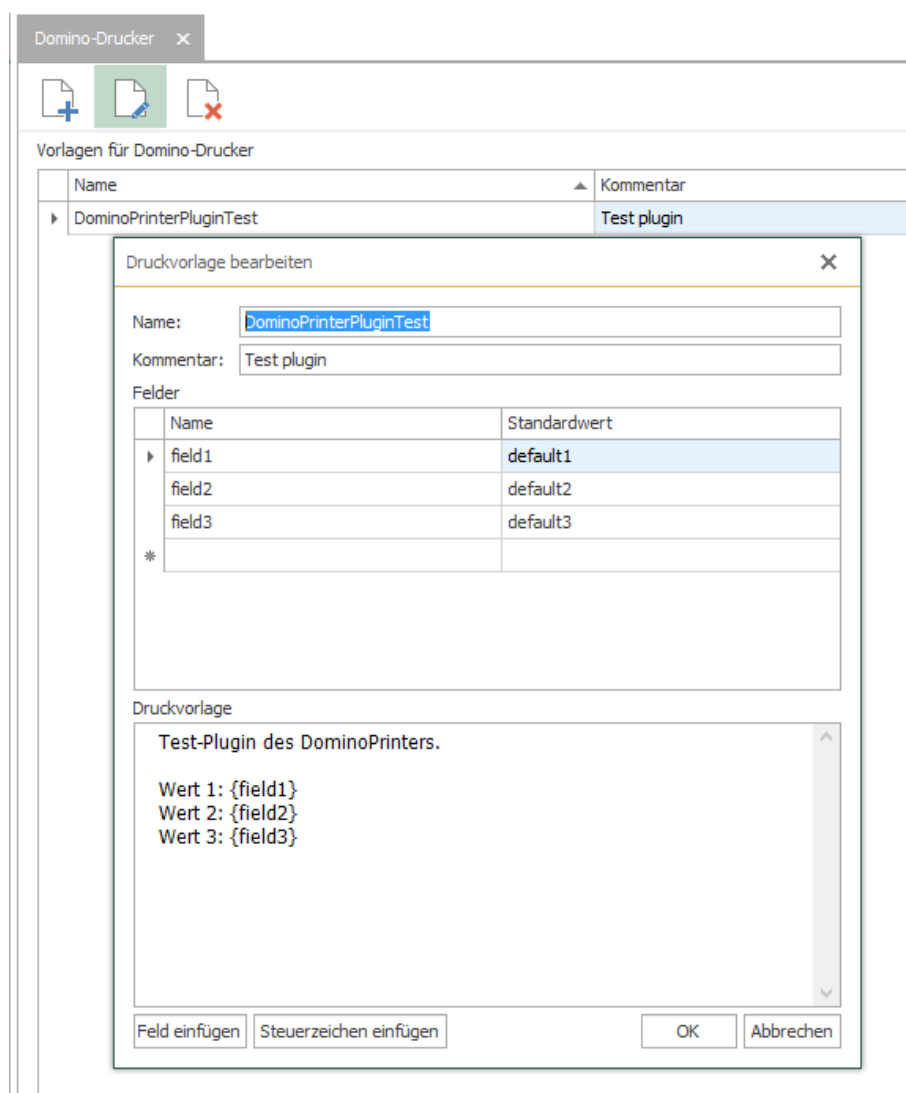 Domino-Drucker
Vorlagen für Domino-Drucker
Name Kommentar
DominoPrinterPluginTest Test plugin
Druckvorlage bearbeiten
Name: DominoPrinterPluginTest
Kommentar: Test plugin
Felder
Name Standardwert
field1 default1
field2 default2
field3 default3
Druckvorlage
Test-Plugin des DominoPrinters.
Wert 1: {field1}
Wert 2: {field2}
Wert 3: {field3}
Feld einfügen Steuerzeichen einfügen OK Abbrechen